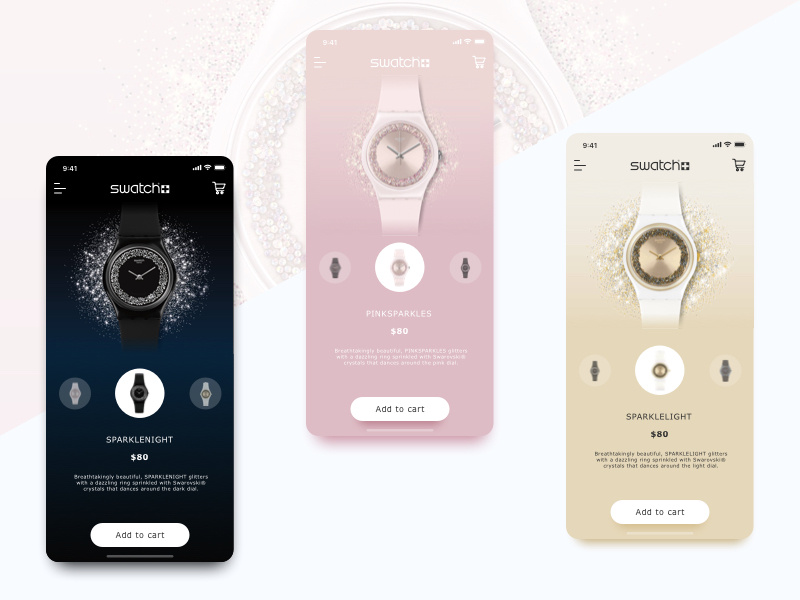 9:41
swatch
SPARKLENIGHT
$80
Breathtakingly beautiful, SPARKLENIGHT glitters
with a dazzling ring sprinkled with Swarovski®
crystals that dances around the dark dial.
Add to cart
9:41
swatch
PINKSPARKLES
$80
Breathtakingly beautiful, PINKSPARKLES glitters
with a dazzling ring sprinkled with Swarovski®
crystals that dances around the pink dial.
Add to cart
9:41
swatch
SPARKLELIGHT
$80
Breathtakingly beautiful, SPARKLELIGHT glitters
with a dazzling ring sprinkled with Swarovski®
crystals that dances around the light dial.
Add to cart